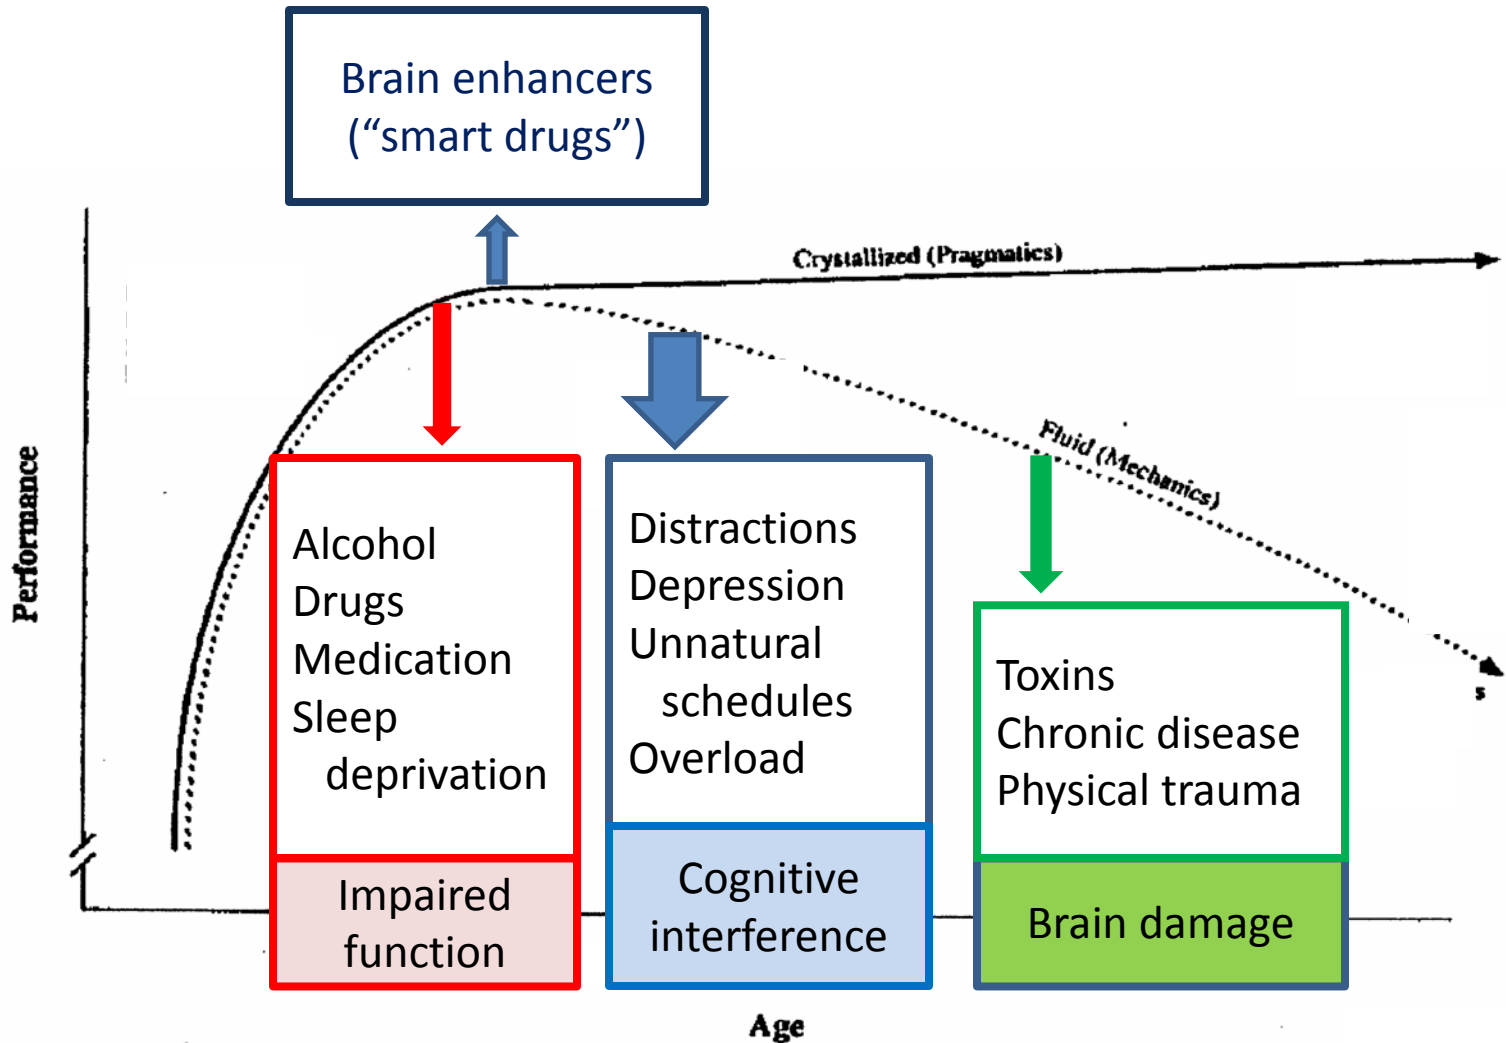 Brain enhancers
(“smart drugs”)
Crystallized (Pragmatics)
Fluid (Mechanics)
Performance
Alcohol
Drugs
Medication
Sleep
deprivation
Impaired
function
Distractions
Depression
Unnatural
schedules
Overload
Cognitive
interference
Toxins
Chronic disease
Physical trauma
Brain damage
s
Age